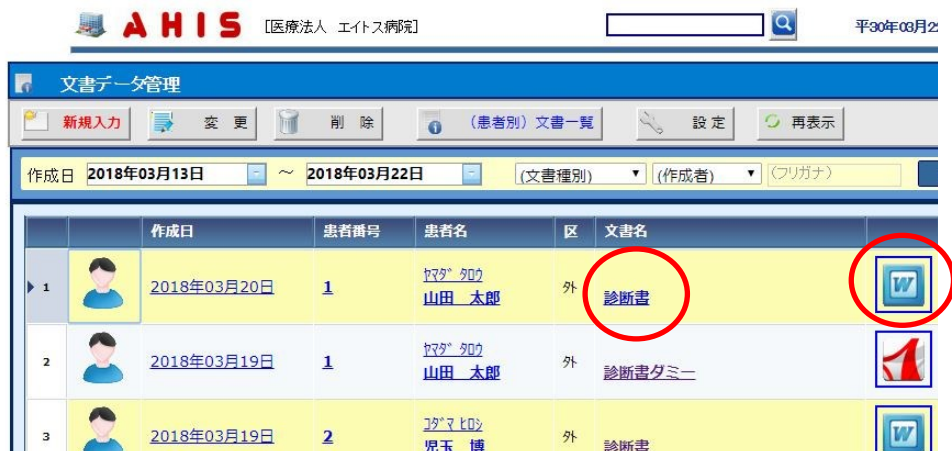 AHIS [医療法人 エイトス病院] 平30年03月2
文書データ管理
新規入力 変更 削除 (患者別)文書一覧 設定 再表示
作成日 2018年03月13日 ～ 2018年03月22日 (文書種別) (作成者) (フリガナ)
作成日 患者番号 患者名 区 文書名
1 2018年03月20日 1 ﾔﾏﾀﾞ ﾀﾛｳ 外 診断書 W
山田 太郎
2 2018年03月19日 1 ﾔﾏﾀﾞ ﾀﾛｳ 外 診断書ダミー
山田 太郎
3 2018年03月19日 2 ｺﾀﾞﾏ ﾋﾛｼ 外 診断書 W
児玉 博